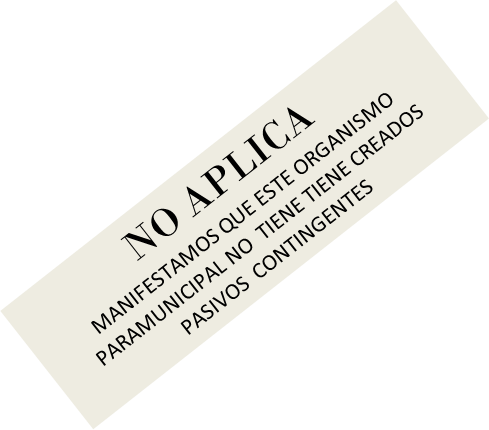 NO APLICA
MANIFESTAMOS QUE ESTE ORGANISMO
PARAMUNICIPAL NO TIENE TIENE CREADOS
PASIVOS CONTINGENTES